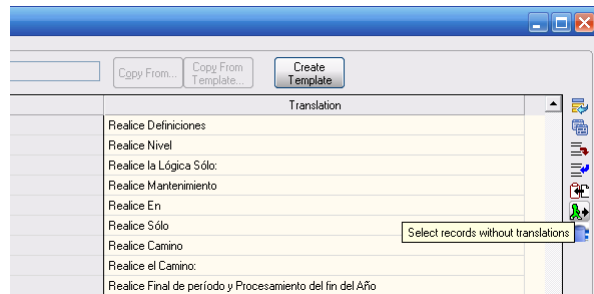 Copy From...
Copy From
Template...
Create
Template
Translation
Realice Definiciones
Realice Nivel
Realice la Lógica Sólo:
Realice Mantenimiento
Realice En
Realice Sólo
Select records without translations
Realice Camino
Realice el Camino:
Realice Final de período y Procesamiento del fin del Año